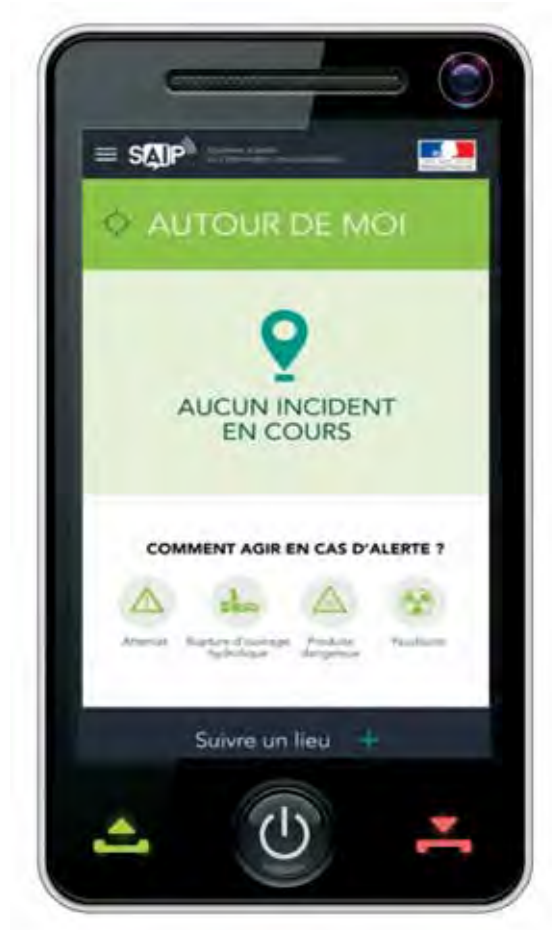 SAIP
AUTOUR DE MOI
AUCUN INCIDENT
EN COURS
COMMENT AGIR EN CAS D'ALERTE ?
Attentat
Rupture d'ouvrage
hydrolique
Produits
dangereux
Nucléaire
Suivre un lieu +